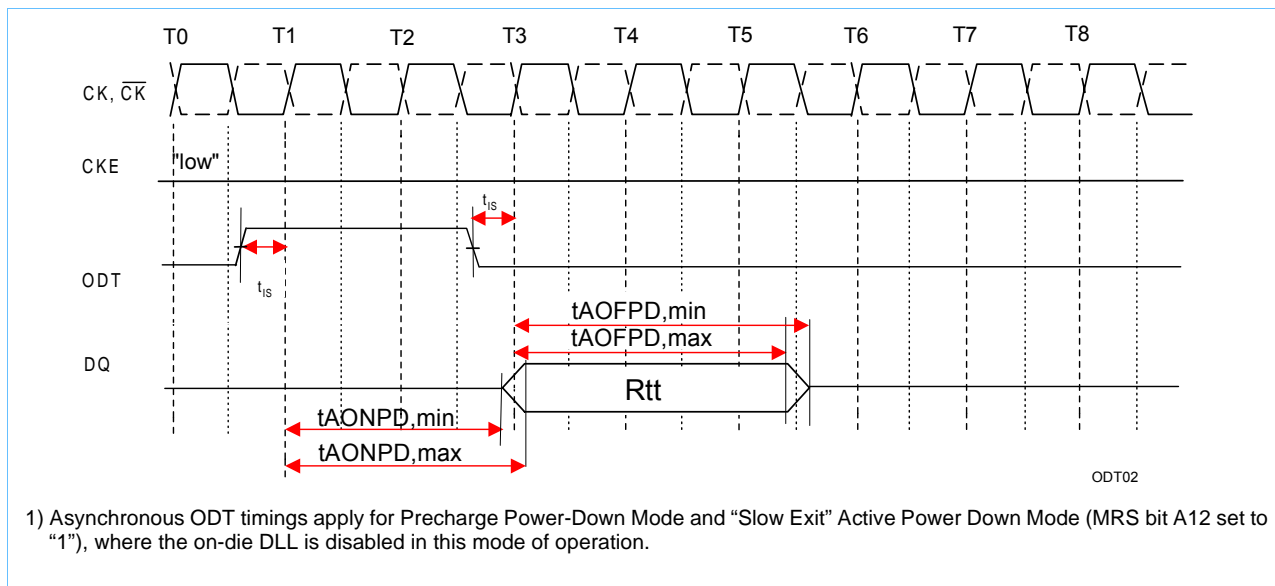 T0 T1 T2 T3 T4 T5 T6 T7 T8
CK, C̅K̅
CKE "low"
tIS
ODT
tIS
tAOFPD,min
tAOFPD,max
DQ
Rtt
tAONPD,min
tAONPD,max
ODT02
1) Asynchronous ODT timings apply for Precharge Power-Down Mode and “Slow Exit” Active Power Down Mode (MRS bit A12 set to
“1”), where the on-die DLL is disabled in this mode of operation.